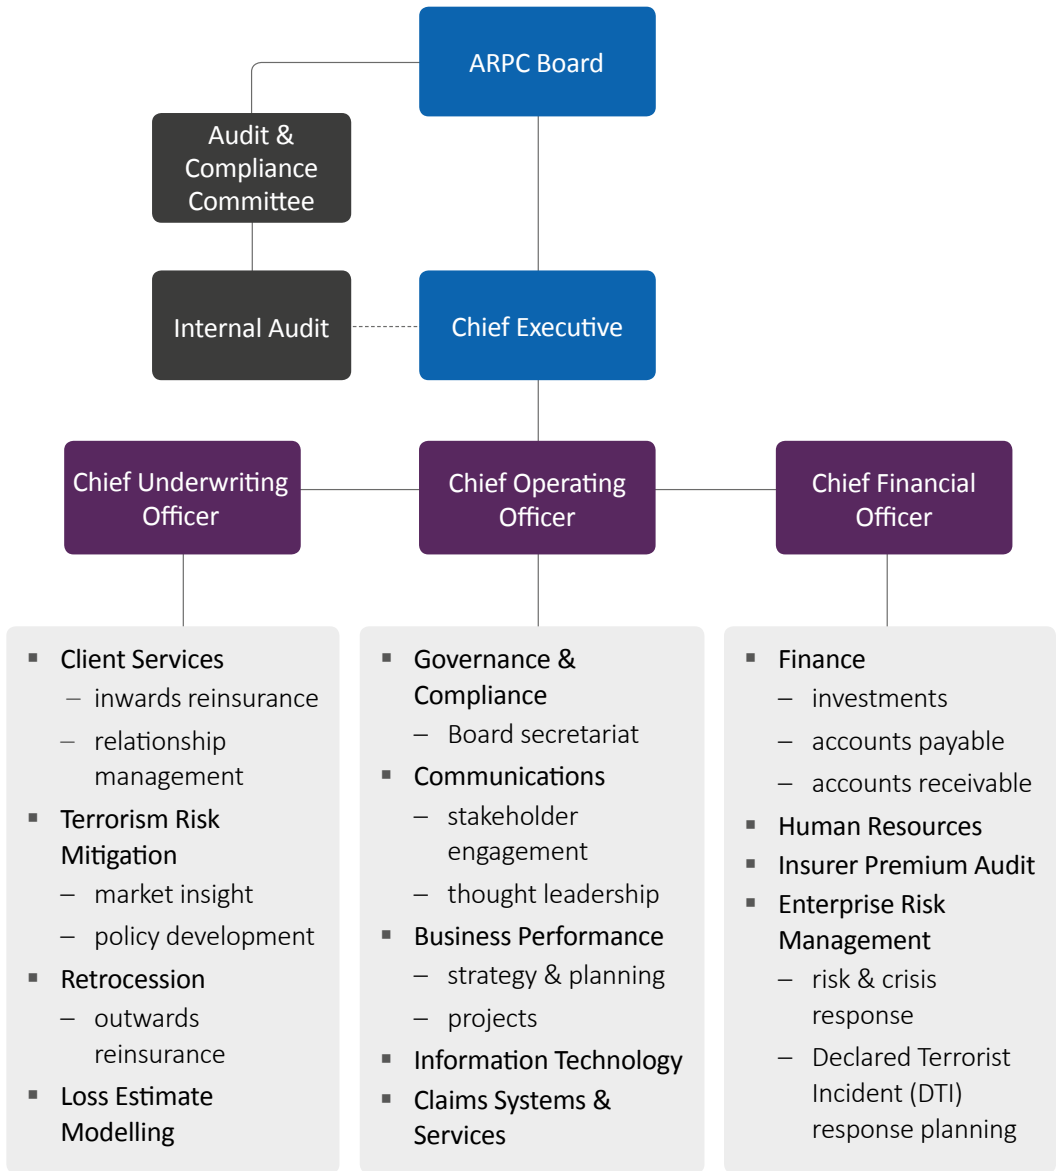 ARPC Board
Audit &
Compliance
Committee
Internal Audit
Chief Executive
Chief Underwriting
Officer
Chief Operating
Officer
Chief Financial
Officer
▪ Client Services
– inwards reinsurance
– relationship
management
▪ Terrorism Risk
Mitigation
– market insight
– policy development
▪ Retrocession
– outwards
reinsurance
▪ Loss Estimate
Modelling
▪ Governance &
Compliance
– Board secretariat
▪ Communications
– stakeholder
engagement
– thought leadership
▪ Business Performance
– strategy & planning
– projects
▪ Information Technology
▪ Claims Systems &
Services
▪ Finance
– investments
– accounts payable
– accounts receivable
▪ Human Resources
▪ Insurer Premium Audit
▪ Enterprise Risk
Management
– risk & crisis
response
– Declared Terrorist
Incident (DTI)
response planning